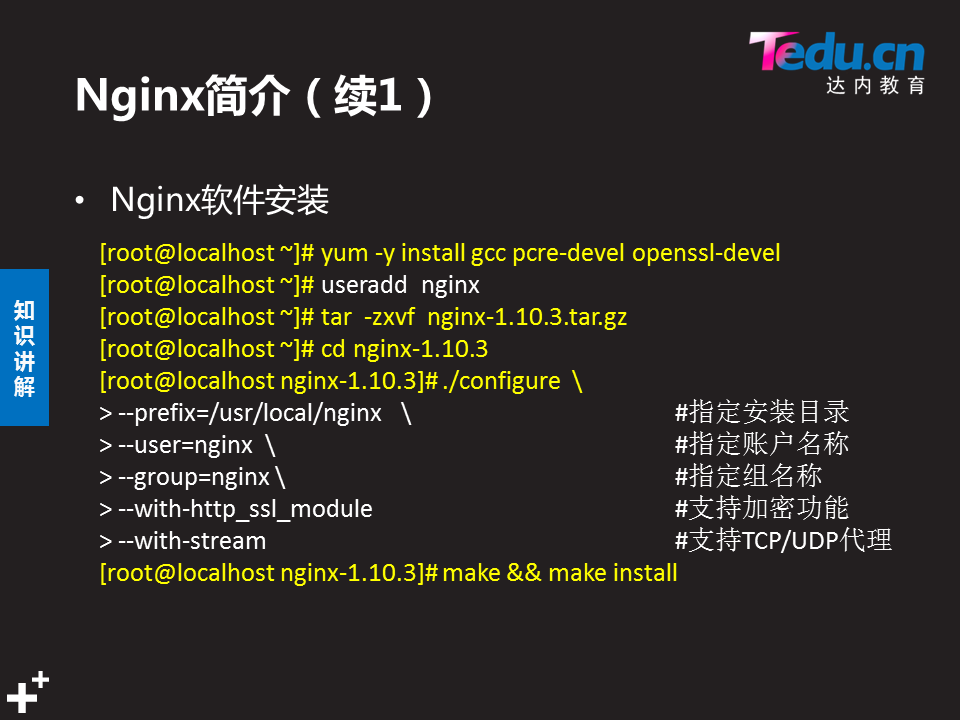 Tedu.cn
达内教育
Nginx简介（续1）
• Nginx软件安装
[root@localhost ~]# yum -y install gcc pcre-devel openssl-devel
[root@localhost ~]# useradd  nginx
[root@localhost ~]# tar  -zxvf  nginx-1.10.3.tar.gz
[root@localhost ~]# cd nginx-1.10.3
[root@localhost nginx-1.10.3]# ./configure  \
> --prefix=/usr/local/nginx   \ #指定安装目录
> --user=nginx  \ #指定账户名称
> --group=nginx \ #指定组名称
> --with-http_ssl_module #支持加密功能
> --with-stream #支持TCP/UDP代理
[root@localhost nginx-1.10.3]# make && make install
知识讲解